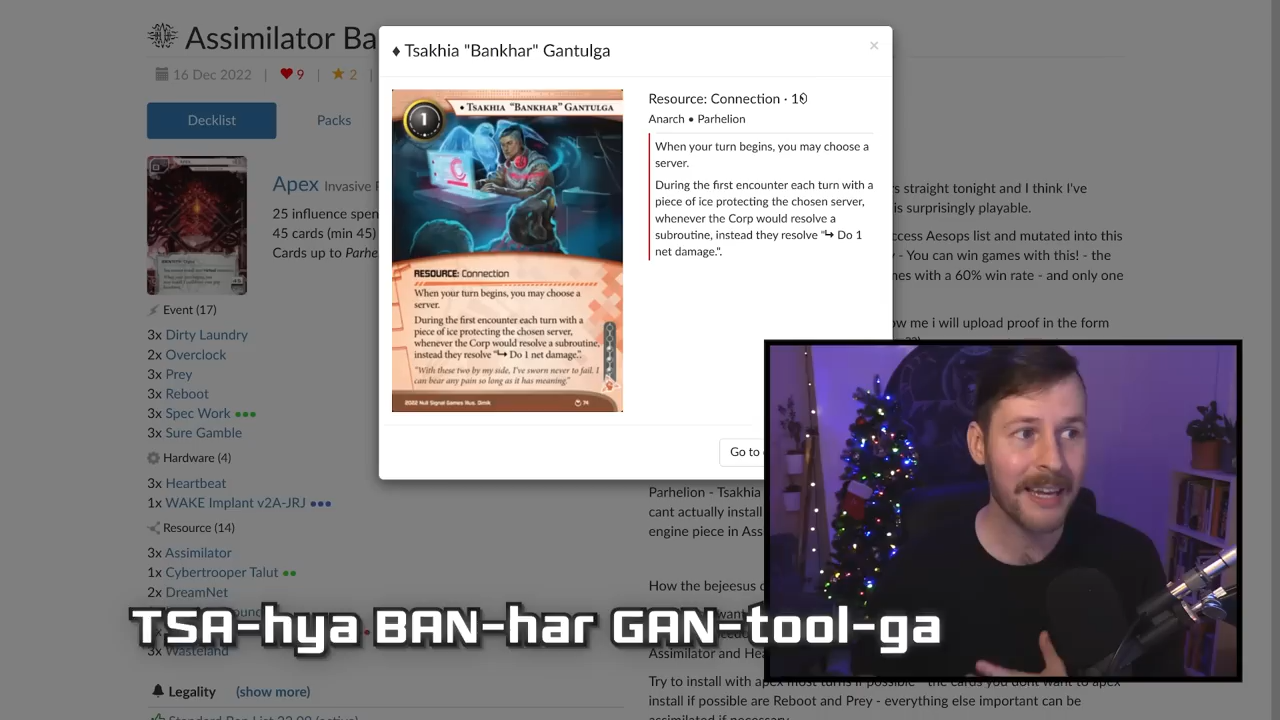 Assimilator Ba
16 Dec 2022 | 9 | 2 |
Decklist Packs
Apex Invasive
25 influence spen
45 cards (min 45)
Cards up to Parhe
Event (17)
3x Dirty Laundry
2x Overclock
3x Prey
3x Reboot
3x Spec Work
3x Sure Gamble
Hardware (4)
3x Heartbeat
1x WAKE Implant v2A-JRJ
Resource (14)
3x Assimilator
1x Cybertrooper Talut
2x DreamNet
3x Wasteland
Legality (show more)
♦ Tsakhia "Bankhar" Gantulga
×
1
♦ Tsakhia "Bankhar" Gantulga
RESOURCE: Connection
When your turn begins, you may choose a
server.
During the first encounter each turn with a
piece of ice protecting the chosen server,
whenever the Corp would resolve a subroutine,
instead they resolve "↳ Do 1 net damage.".
"With these two by my side, I've sworn never to fail. I
can bear any pain so long as it has meaning."
2022 Null Signal Games Illus. Dimik
74
Resource: Connection · 1
Anarch • Parhelion
When your turn begins, you may choose a
server.
During the first encounter each turn with a
piece of ice protecting the chosen server,
whenever the Corp would resolve a
subroutine, instead they resolve "↳ Do 1
net damage.".
Go to
s straight tonight and I think I've
is surprisingly playable.
ccess Aesops list and mutated into this
- You can win games with this! - the
nes with a 60% win rate - and only one
ow me i will upload proof in the form
Parhelion - Tsakhia
cant actually install
engine piece in Ass
How the bejeesus
Assimilator and Hea
Try to install with apex most turns if possible - the cards you dont want to apex
install if possible are Reboot and Prey - everything else important can be
assimilated if necessary
TSA-hya BAN-har GAN-tool-ga